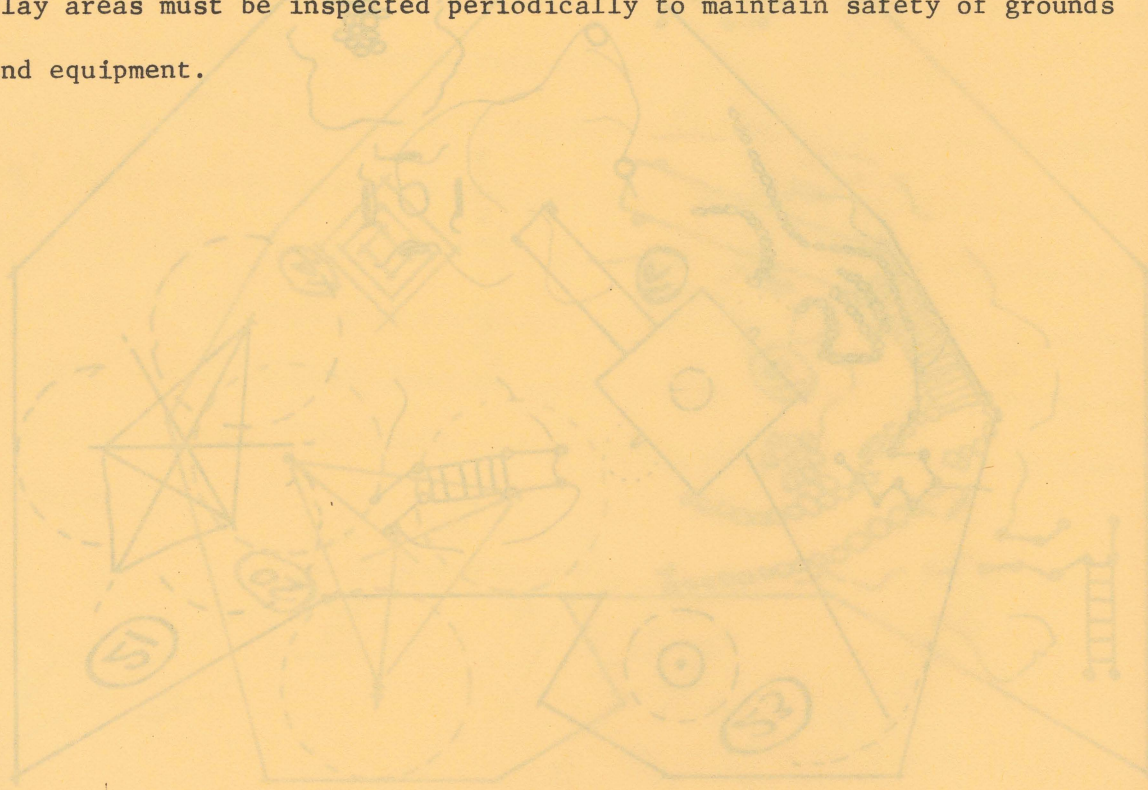 lay areas must be inspected periodically to maintain safety of grounds
nd equipment.